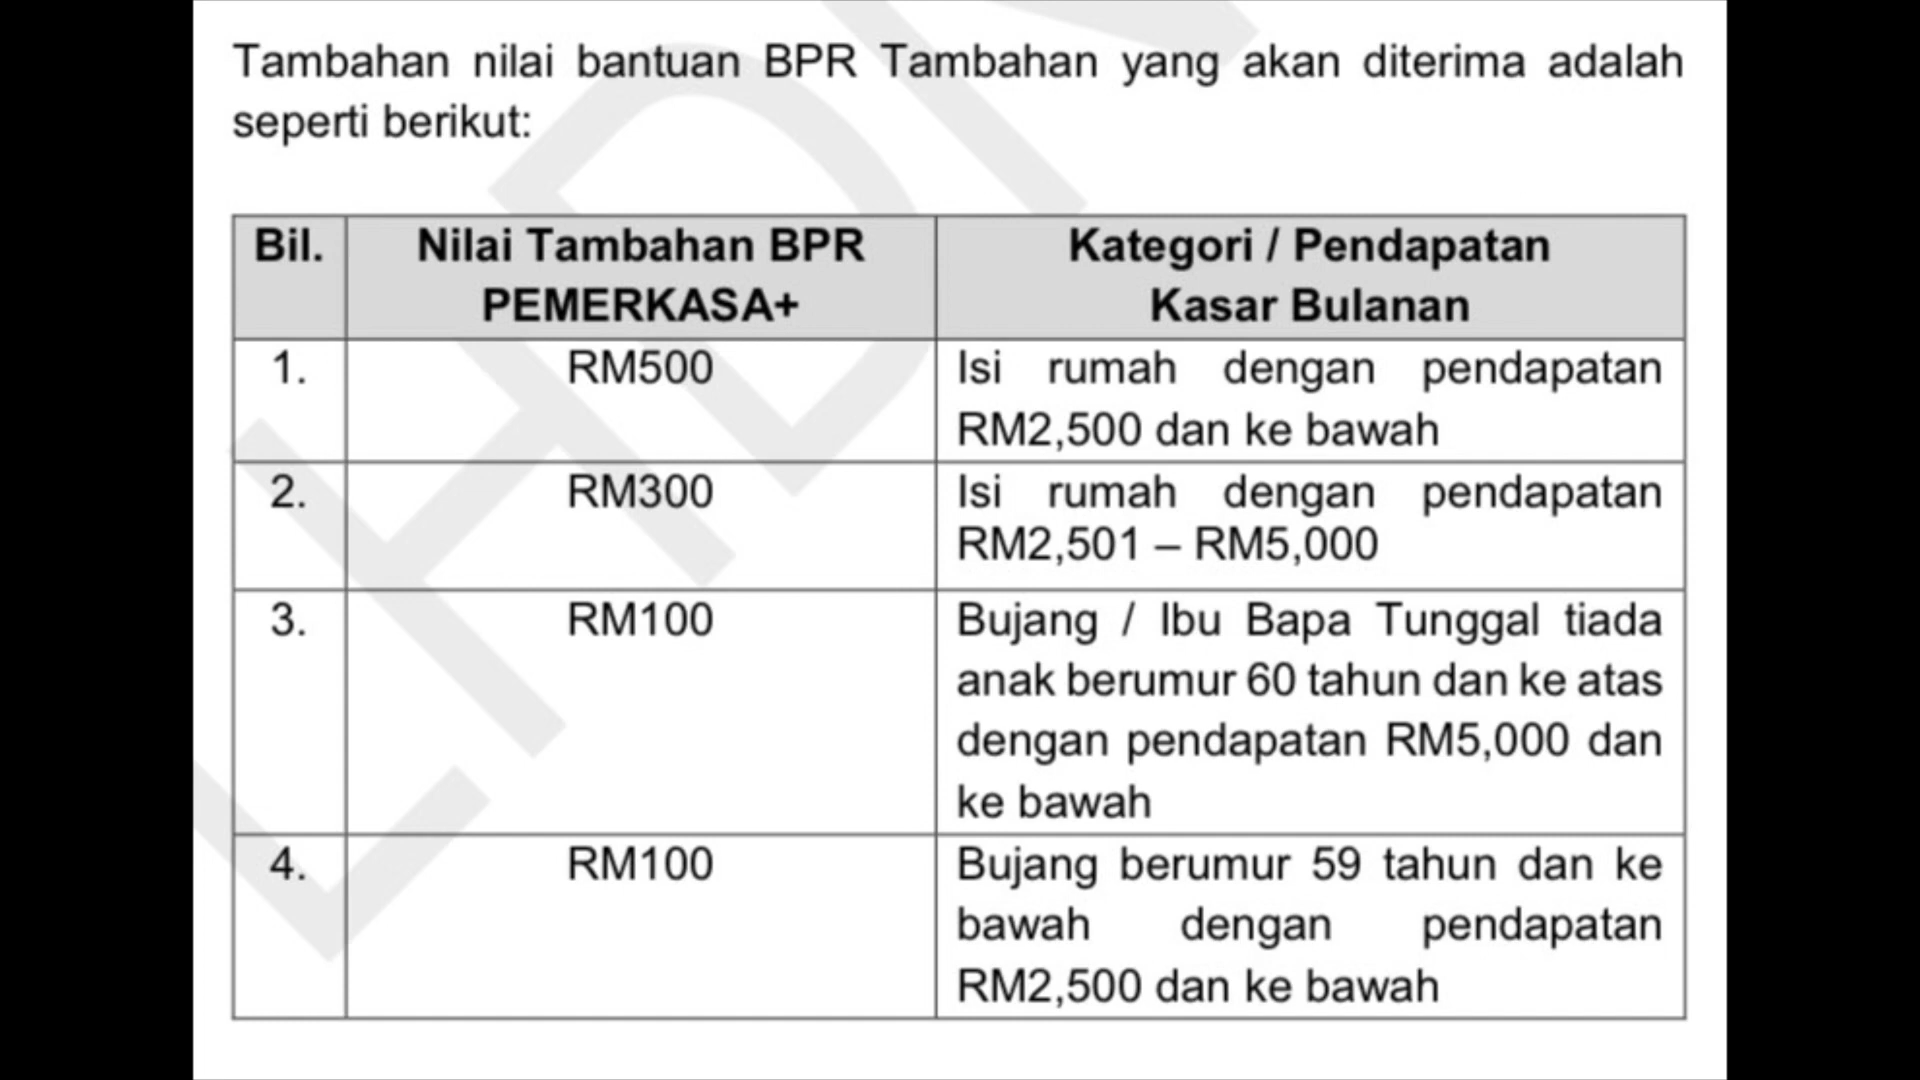 Tambahan nilai bantuan BPR Tambahan yang akan diterima adalah
seperti berikut:
Bil.
Nilai Tambahan BPR
PEMERKASA+
Kategori / Pendapatan
Kasar Bulanan
1.
RM500
Isi rumah dengan pendapatan
RM2,500 dan ke bawah
2.
RM300
Isi rumah dengan pendapatan
RM2,501 – RM5,000
3.
RM100
Bujang / Ibu Bapa Tunggal tiada
anak berumur 60 tahun dan ke atas
dengan pendapatan RM5,000 dan
ke bawah
4.
RM100
Bujang berumur 59 tahun dan ke
bawah dengan pendapatan
RM2,500 dan ke bawah
LHDN